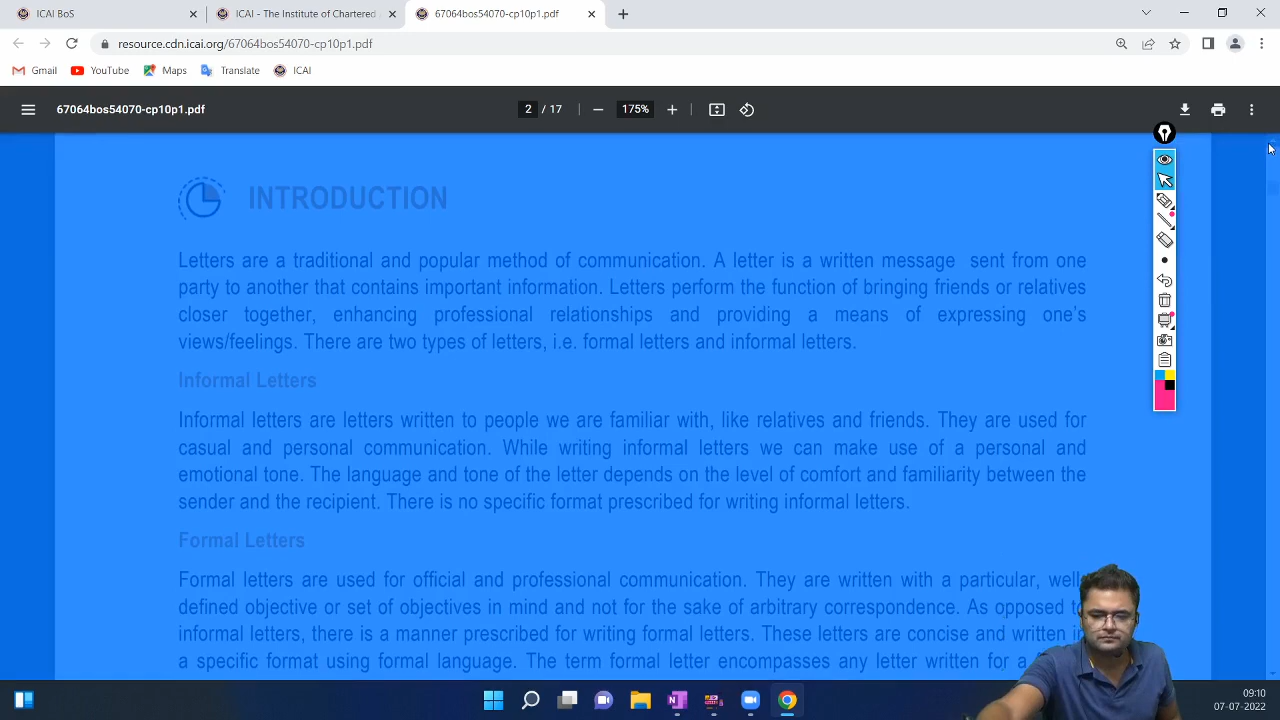 ICAI BoS
ICAI - The Institute of Chartered
67064bos54070-cp10p1.pdf
resource.cdn.icai.org/67064bos54070-cp10p1.pdf
Gmail YouTube Maps Translate ICAI
67064bos54070-cp10p1.pdf 2 / 17 175%
INTRODUCTION
Letters are a traditional and popular method of communication. A letter is a written message sent from one
party to another that contains important information. Letters perform the function of bringing friends or relatives
closer together, enhancing professional relationships and providing a means of expressing one's
views/feelings. There are two types of letters, i.e. formal letters and informal letters.
Informal Letters
Informal letters are letters written to people we are familiar with, like relatives and friends. They are used for
casual and personal communication. While writing informal letters we can make use of a personal and
emotional tone. The language and tone of the letter depends on the level of comfort and familiarity between the
sender and the recipient. There is no specific format prescribed for writing informal letters.
Formal Letters
Formal letters are used for official and professional communication. They are written with a particular, well
defined objective or set of objectives in mind and not for the sake of arbitrary correspondence. As opposed
informal letters, there is a manner prescribed for writing formal letters. These letters are concise and written
a specific format using formal language. The term formal letter encompasses any letter written for a
09:10
07-07-2022